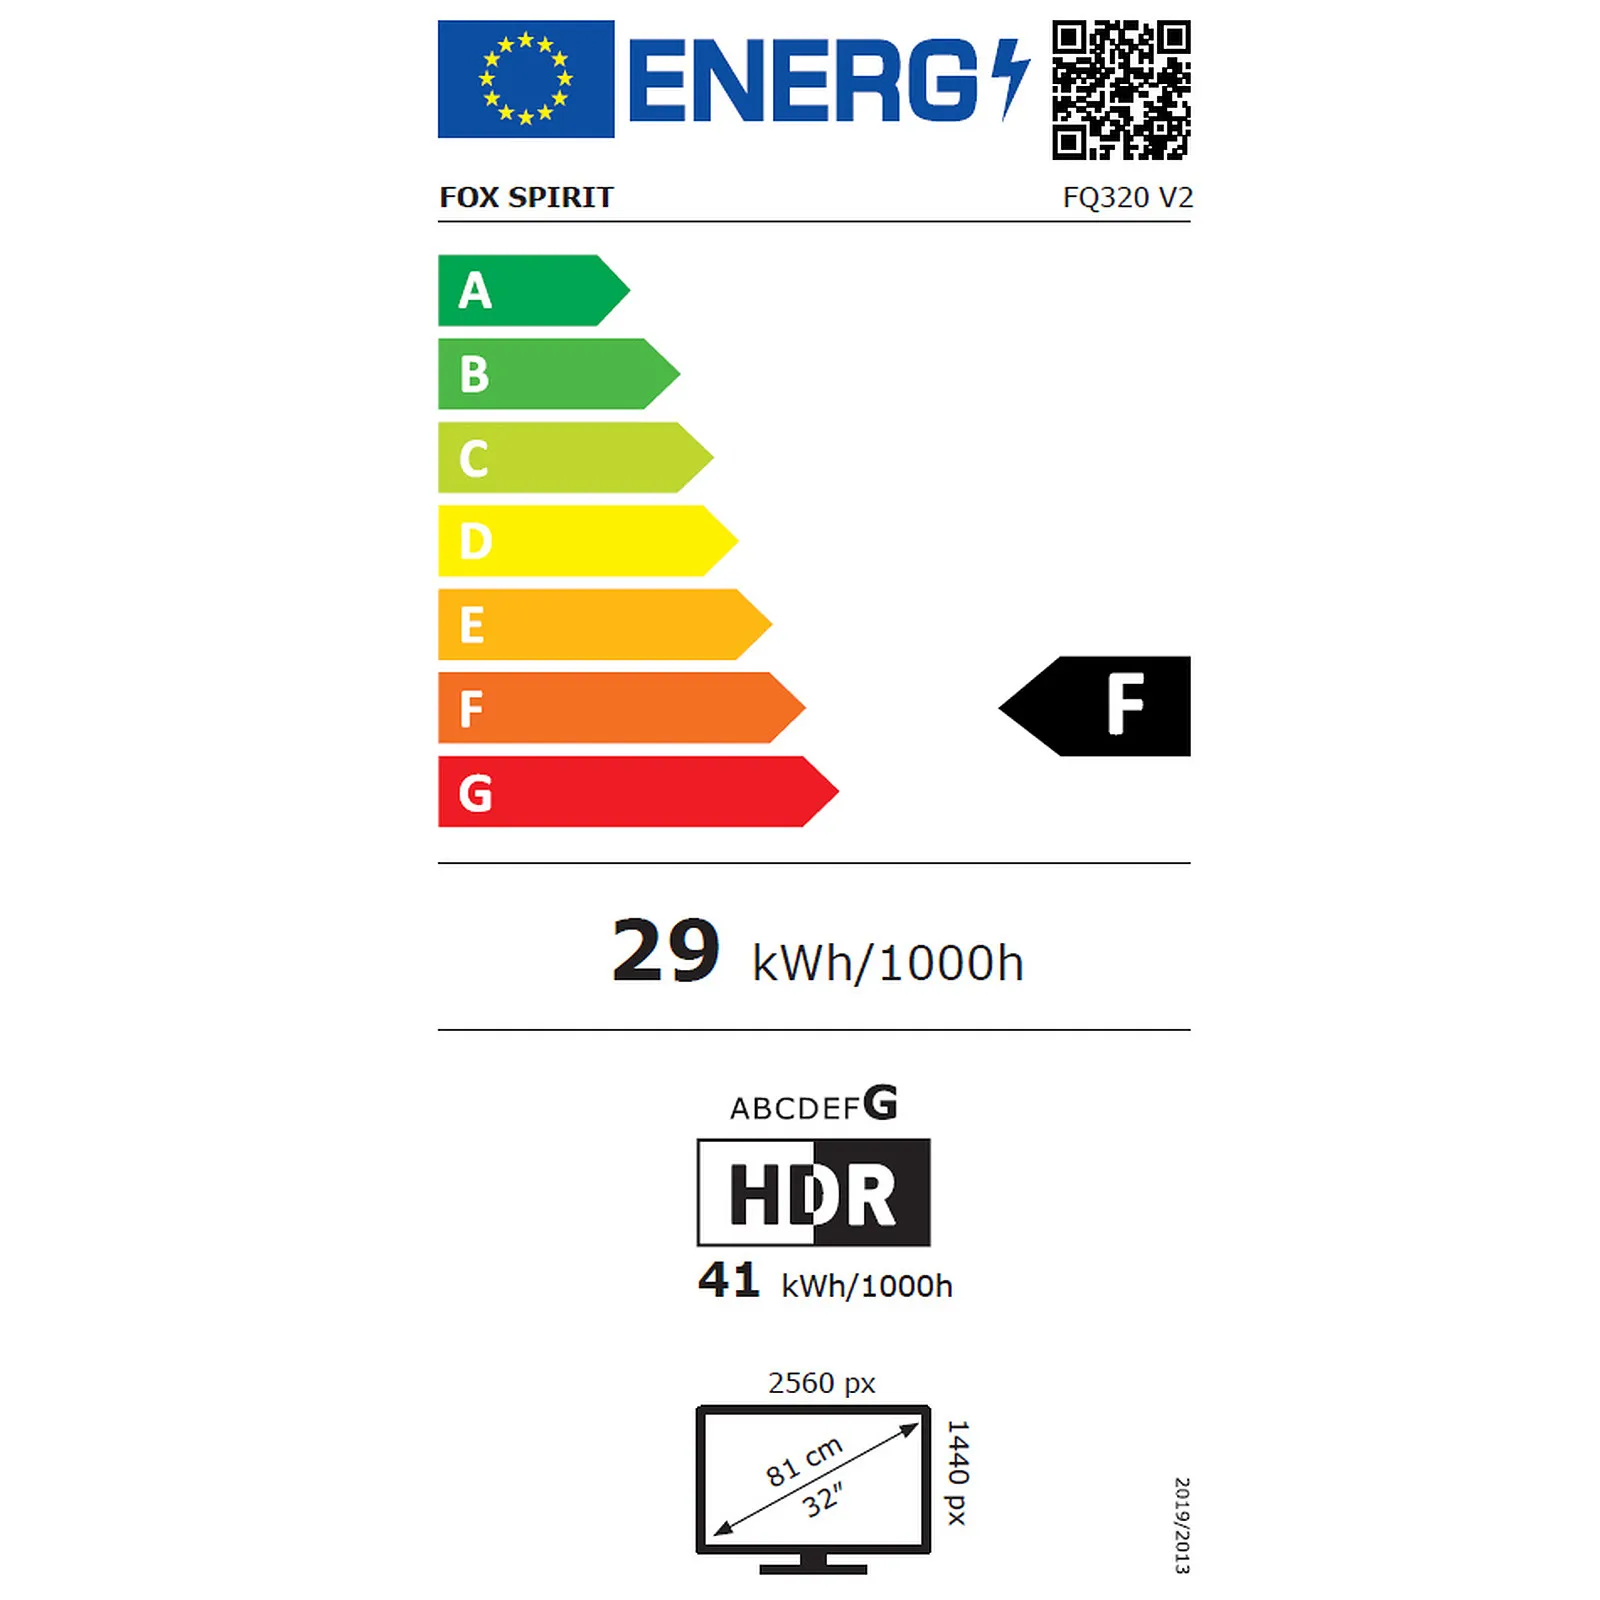 ENERG
FOX SPIRIT
FQ320 V2
A
B
C
D
E
F
F
G
29 kWh/1000h
ABCDEFG
HDR
41 kWh/1000h
2560 px
81 cm
32"
1440 px
2019/2013